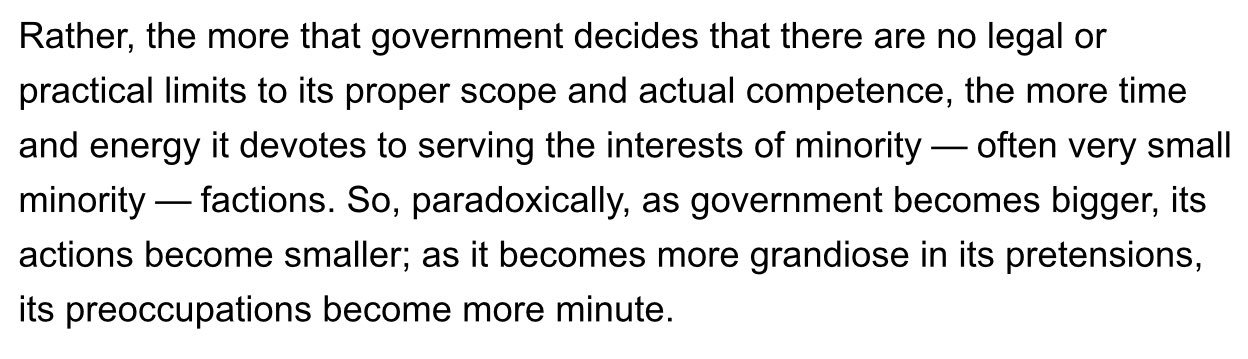 Rather, the more that government decides that there are no legal or
practical limits to its proper scope and actual competence, the more time
and energy it devotes to serving the interests of minority — often very small
minority — factions. So, paradoxically, as government becomes bigger, its
actions become smaller; as it becomes more grandiose in its pretensions,
its preoccupations become more minute.